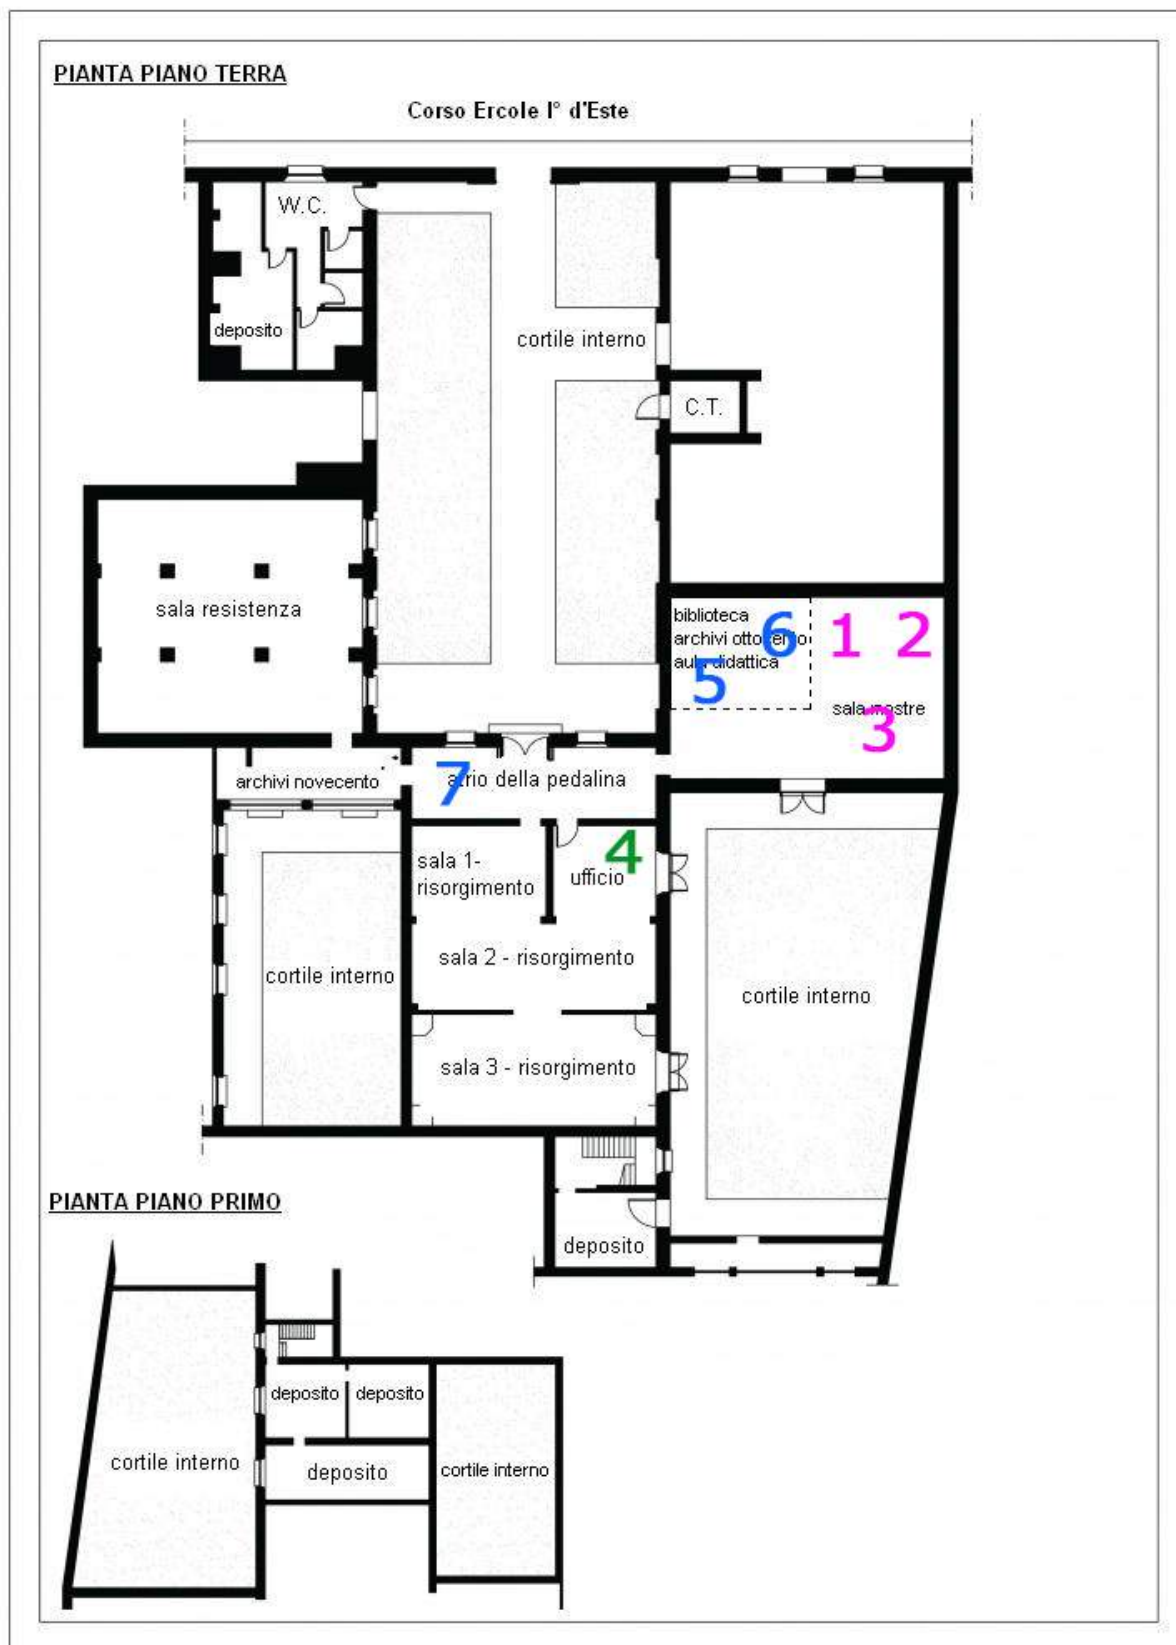 PIANTA PIANO TERRA
Corso Ercole I° d'Este
W.C.
deposito
cortile interno
C.T.
sala resistenza
biblioteca
archivi ottocento
aula didattica
6
5
1
2
sala mostre
3
archivi novecento
7
atrio della pedalina
4
sala 1-
risorgimento
ufficio
sala 2 - risorgimento
cortile interno
cortile interno
sala 3 - risorgimento
deposito
PIANTA PIANO PRIMO
deposito
deposito
cortile interno
deposito
cortile interno